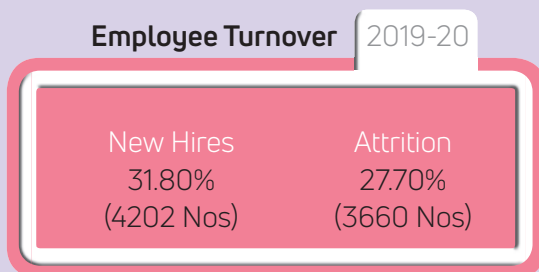 Employee Turnover 2019-20
New Hires Attrition
31.80% 27.70%
(4202 Nos) (3660 Nos)